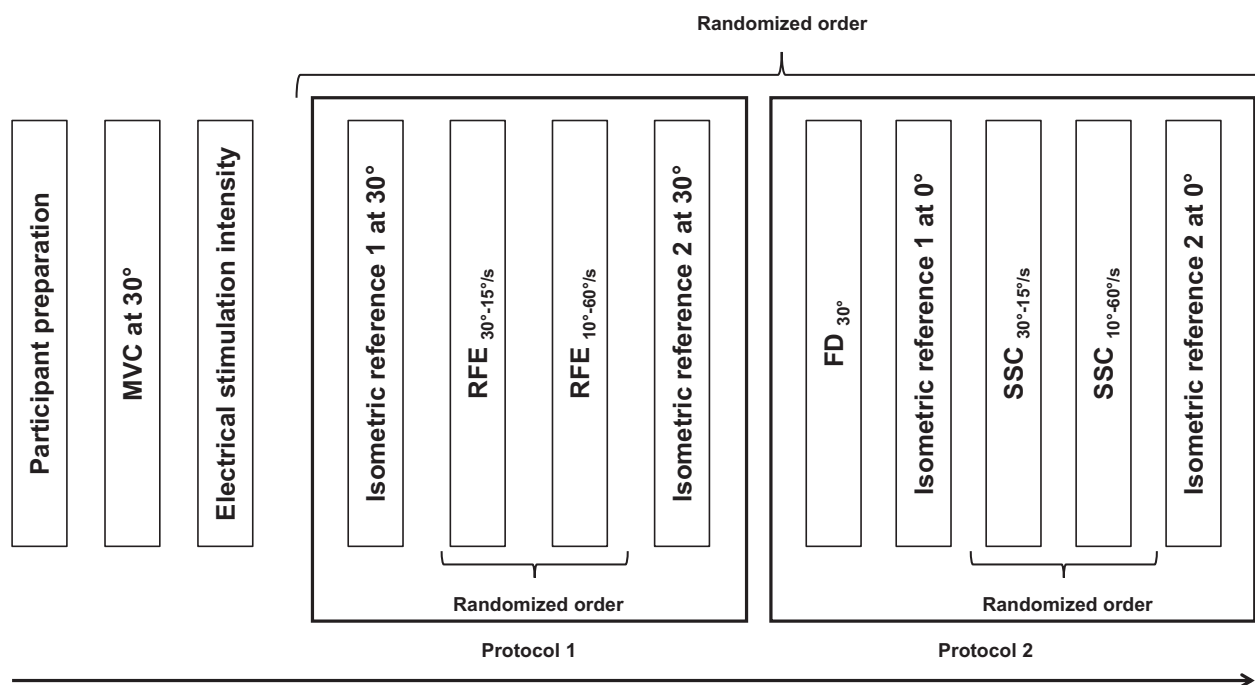 Randomized order
Participant preparation
MVC at 30°
Electrical stimulation intensity
Isometric reference 1 at 30°
RFE 30°-15°/s
RFE 10°-60°/s
Isometric reference 2 at 30°
FD 30°
Isometric reference 1 at 0°
SSC 30°-15°/s
SSC 10°-60°/s
Isometric reference 2 at 0°
Randomized order
Randomized order
Protocol 1
Protocol 2